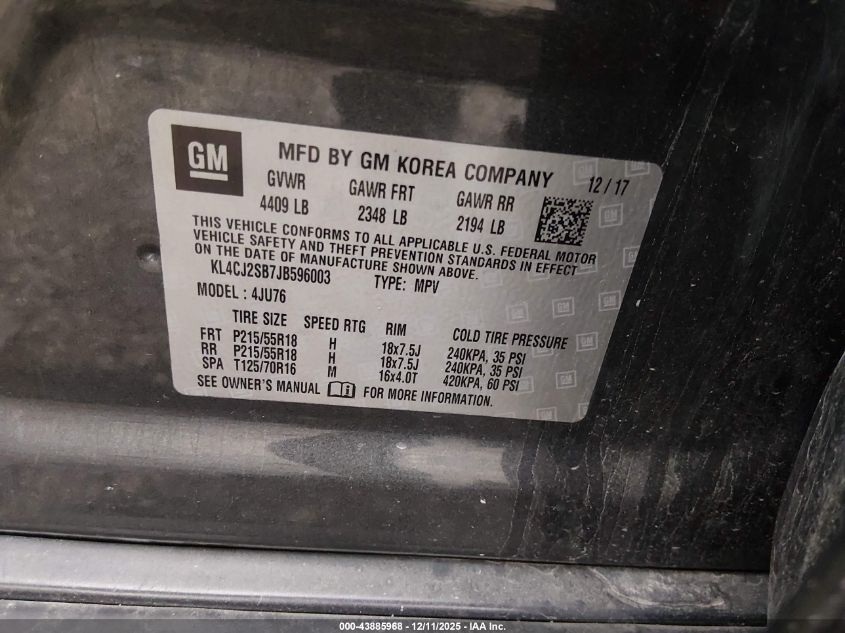 GM
MFD BY GM KOREA COMPANY
12/17
GVWR GAWR FRT GAWR RR
4409 LB 2348 LB 2194 LB
THIS VEHICLE CONFORMS TO ALL APPLICABLE U.S. FEDERAL MOTOR
VEHICLE SAFETY AND THEFT PREVENTION STANDARDS IN EFFECT
ON THE DATE OF MANUFACTURE SHOWN ABOVE.
KL4CJ2SB7JB596003 TYPE: MPV
MODEL: 4JU76
TIRE SIZE SPEED RTG RIM COLD TIRE PRESSURE
FRT P215/55R18 H 18x7.5J 240KPA, 35 PSI
RR P215/55R18 H 18x7.5J 240KPA, 35 PSI
SPA T125/70R16 M 16x4.0T 420KPA, 60 PSI
SEE OWNER'S MANUAL FOR MORE INFORMATION.
000-43885968 - 12/11/2025 - IAA Inc.